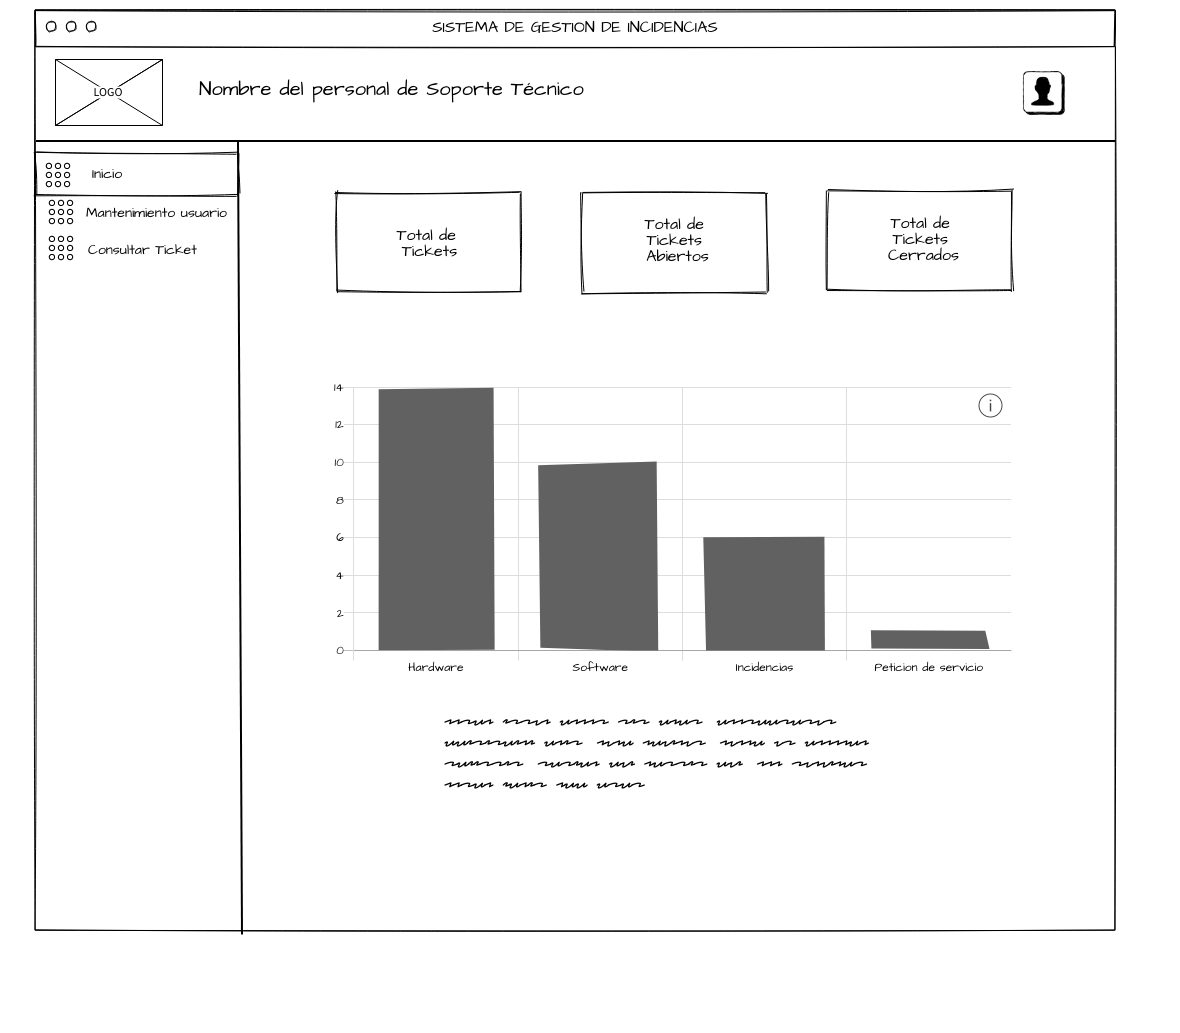 SISTEMA DE GESTION DE INCIDENCIAS
LOGO
Nombre del personal de Soporte Técnico
Inicio
Mantenimiento usuario
Consultar Ticket
Total de
Tickets
Total de
Tickets
Abiertos
Total de
Tickets
Cerrados
14
12
10
8
6
4
2
0
i
Hardware
Software
Incidencias
Peticion de servicio